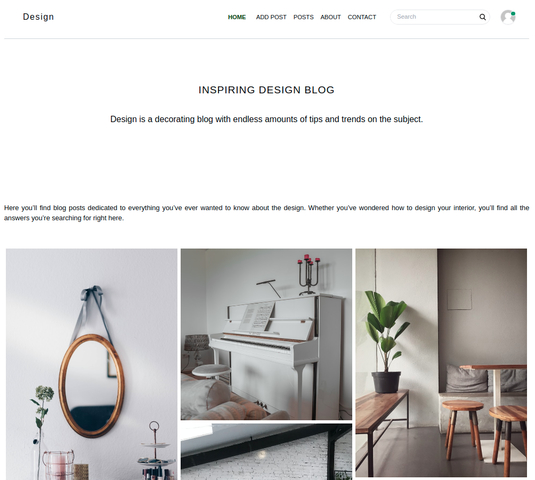 Design
HOME ADD POST POSTS ABOUT CONTACT Search
INSPIRING DESIGN BLOG
Design is a decorating blog with endless amounts of tips and trends on the subject.
Here you'll find blog posts dedicated to everything you've ever wanted to know about the design. Whether you've wondered how to design your interior, you'll find all the
answers you're searching for right here.